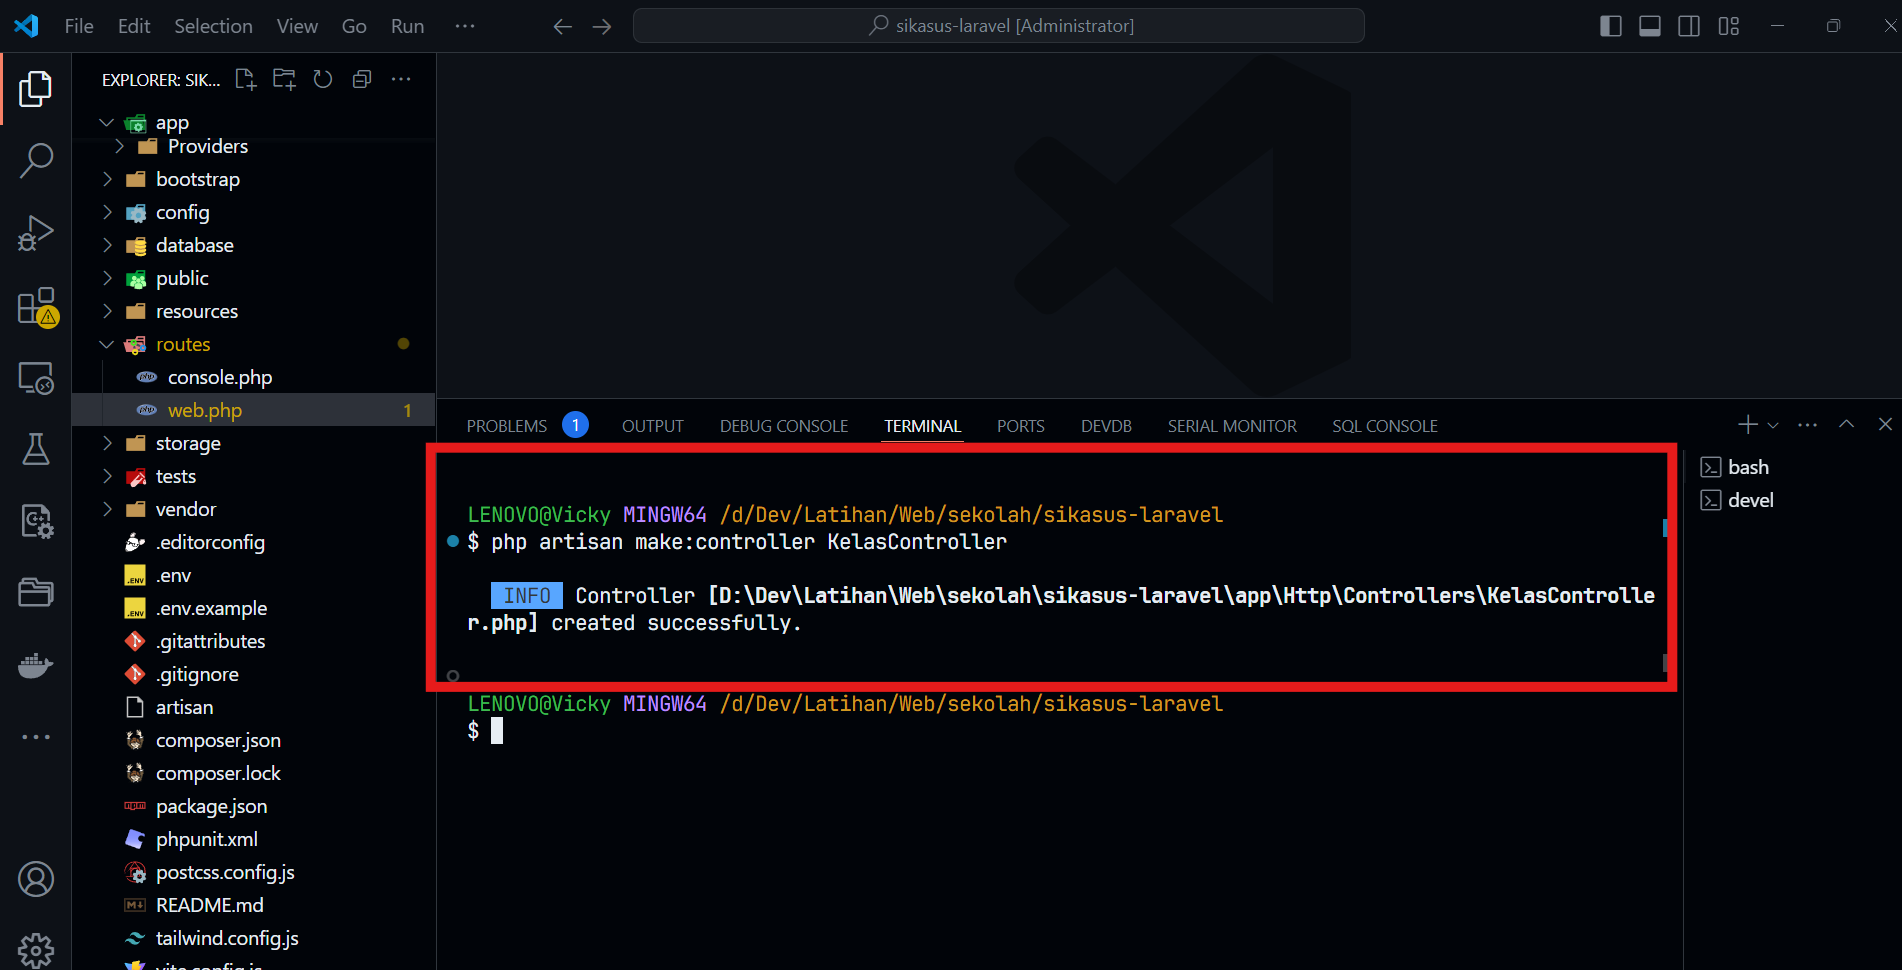 File Edit Selection View Go Run ···
sikasus-laravel [Administrator]
EXPLORER: SIK...
app
Providers
bootstrap
config
database
public
resources
routes
console.php
web.php 1
storage
tests
vendor
.editorconfig
.env
.env.example
.gitattributes
.gitignore
artisan
composer.json
composer.lock
package.json
phpunit.xml
postcss.config.js
README.md
tailwind.config.js
vite.config.js
PROBLEMS 1 OUTPUT DEBUG CONSOLE TERMINAL PORTS DEVDB SERIAL MONITOR SQL CONSOLE
LENOVO@Vicky MINGW64 /d/Dev/Latihan/Web/sekolah/sikasus-laravel
$ php artisan make:controller KelasController
INFO Controller [D:\Dev\Latihan\Web\sekolah\sikasus-laravel\app\Http\Controllers\KelasControlle
r.php] created successfully.
LENOVO@Vicky MINGW64 /d/Dev/Latihan/Web/sekolah/sikasus-laravel
$
bash
devel